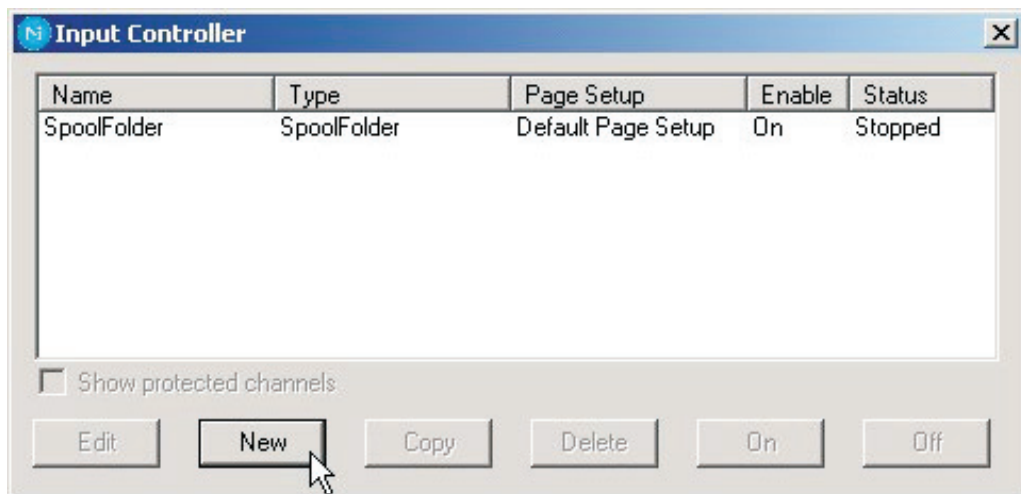 Input Controller
Name Type Page Setup Enable Status
SpoolFolder SpoolFolder Default Page Setup On Stopped
Show protected channels
Edit New Copy Delete On Off